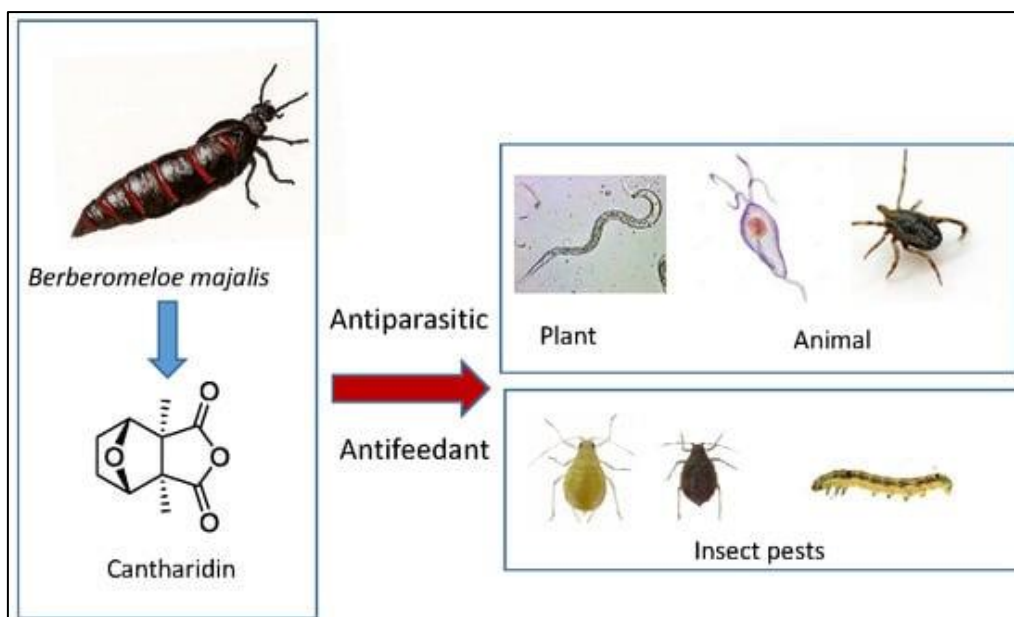 Berberomeloe majalis
O
O
O
O
Cantharidin
Antiparasitic
Antifeedant
Plant
Animal
Insect pests